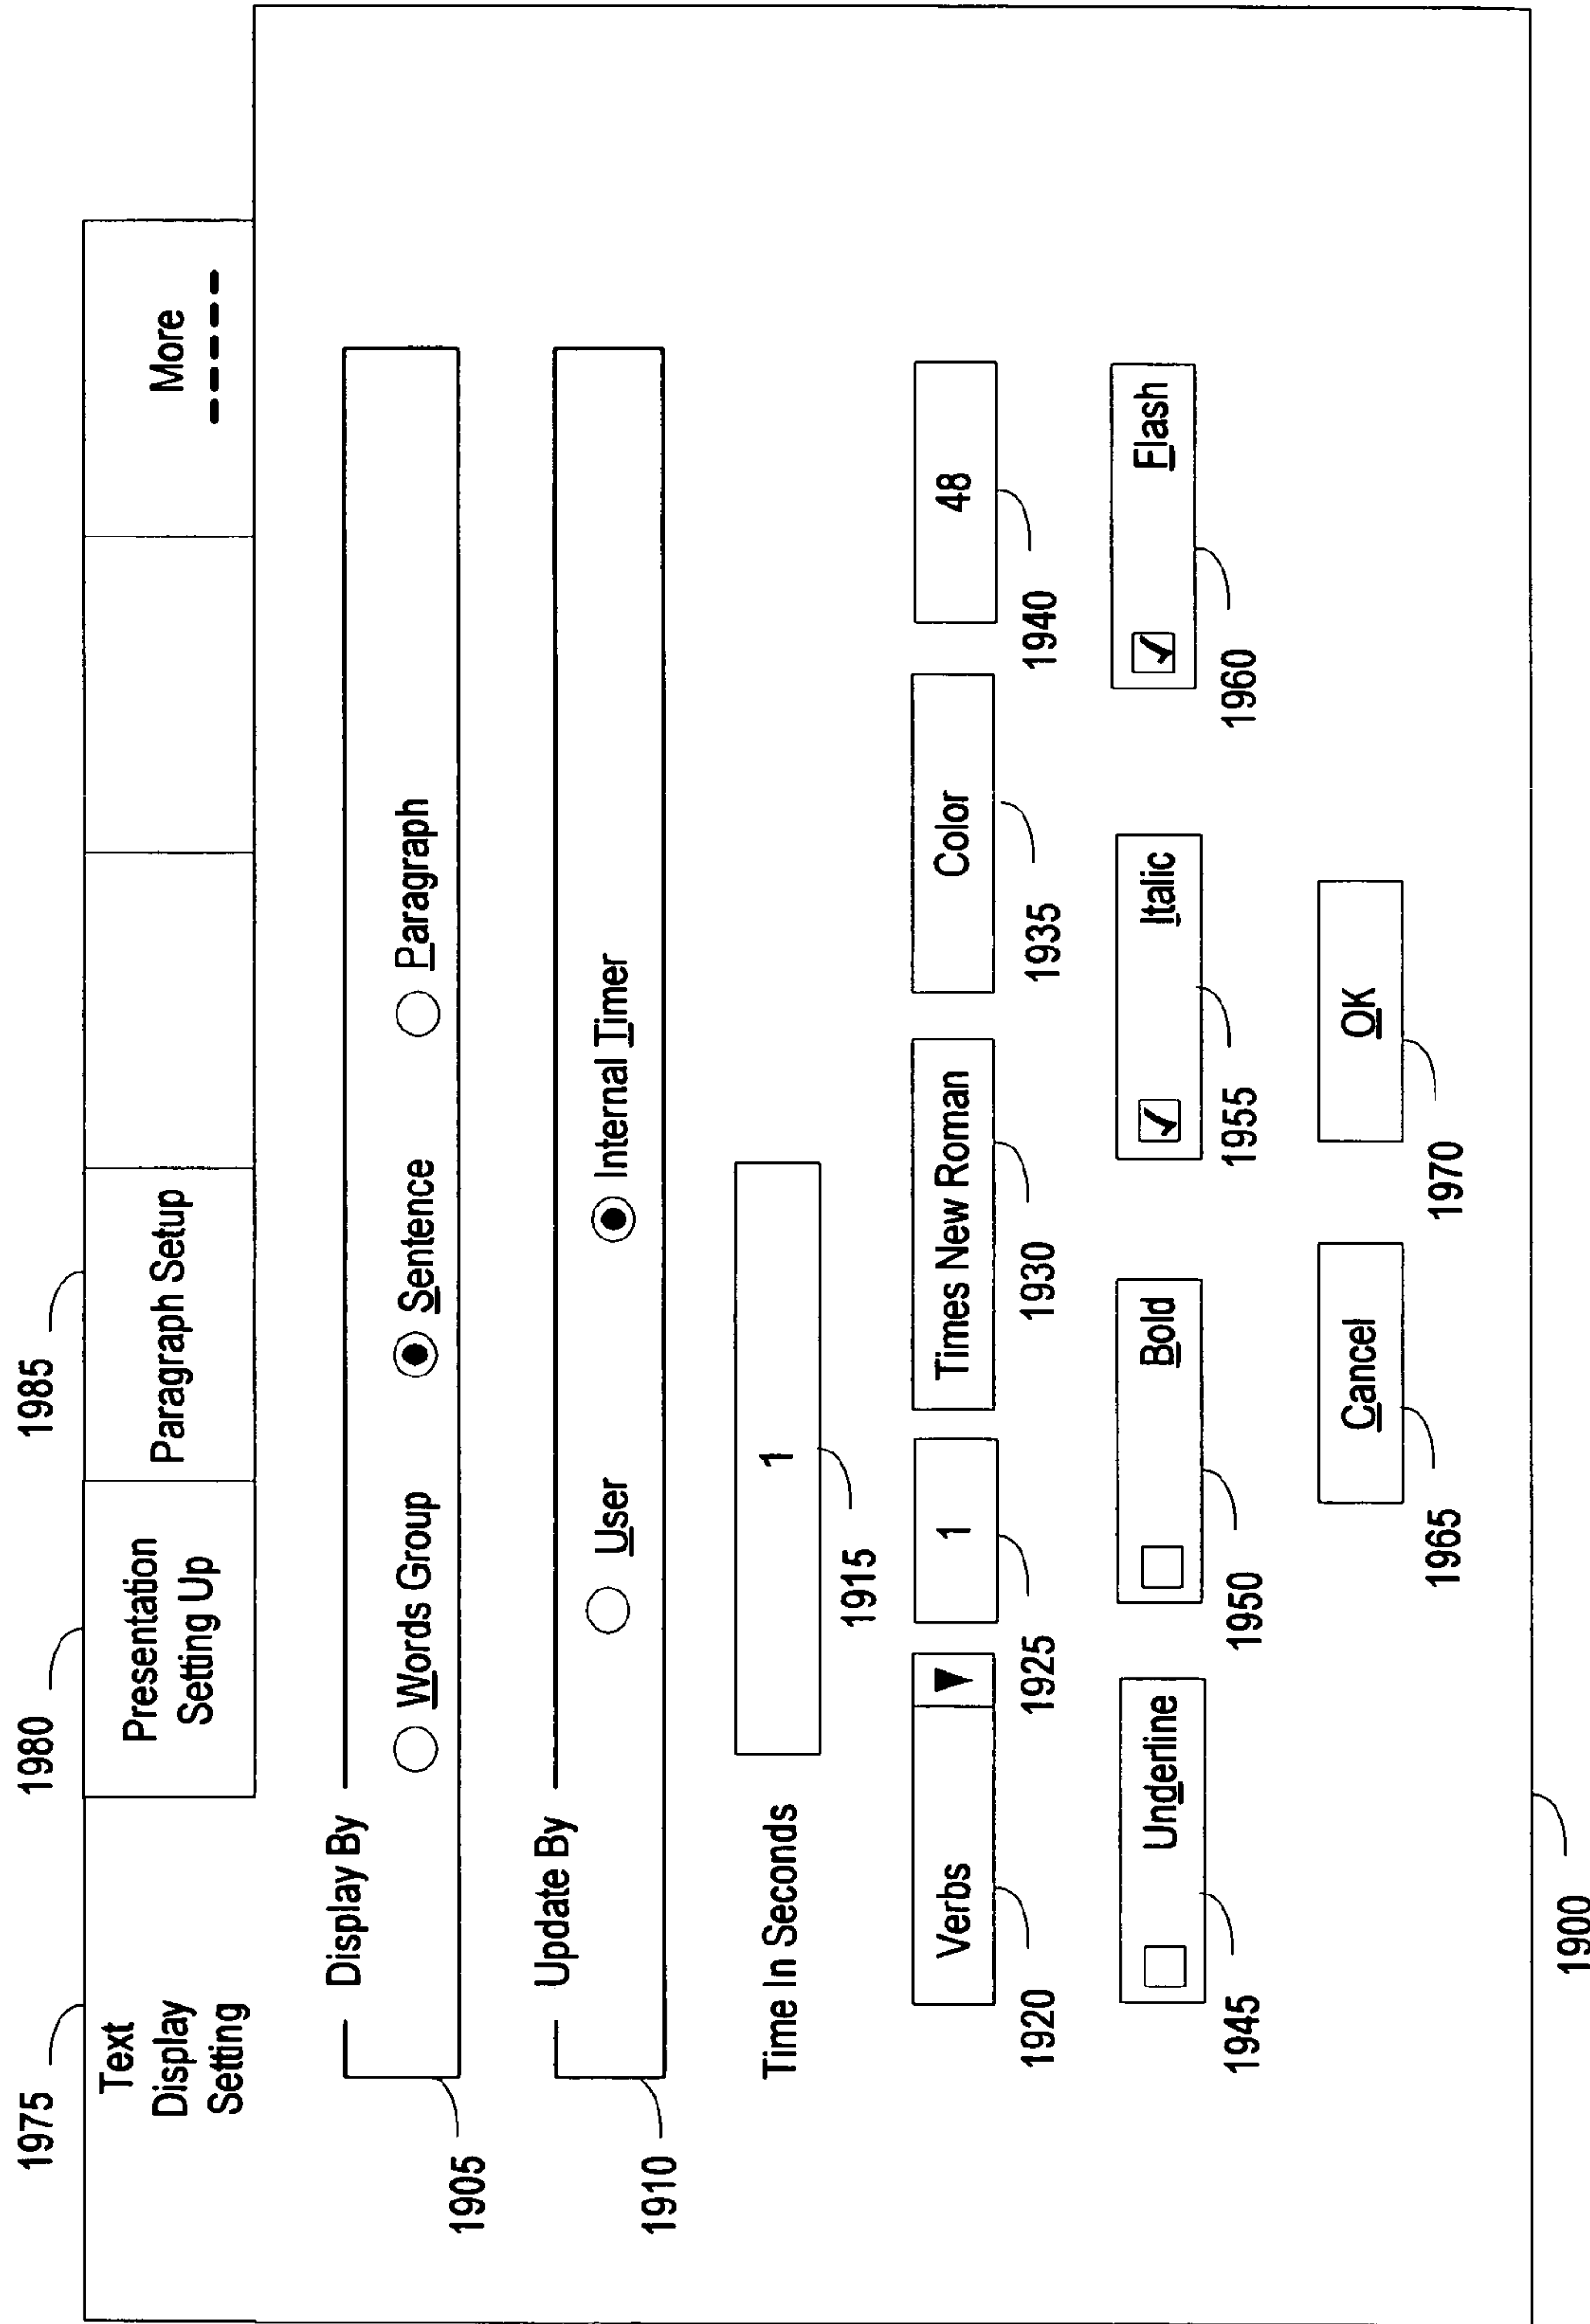 1975
1980
1985
Text
Display
Setting
Presentation
Setting Up
Paragraph Setup
More
Display By
Words Group
Sentence
Paragraph
1905
Update By
User
Internal Timer
1910
Time In Seconds
1
1915
Verbs
1
Times New Roman
Color
48
1920
1925
1930
1935
1940
Underline
Bold
Italic
Flash
1945
1950
1955
1960
Cancel
OK
1965
1970
1900